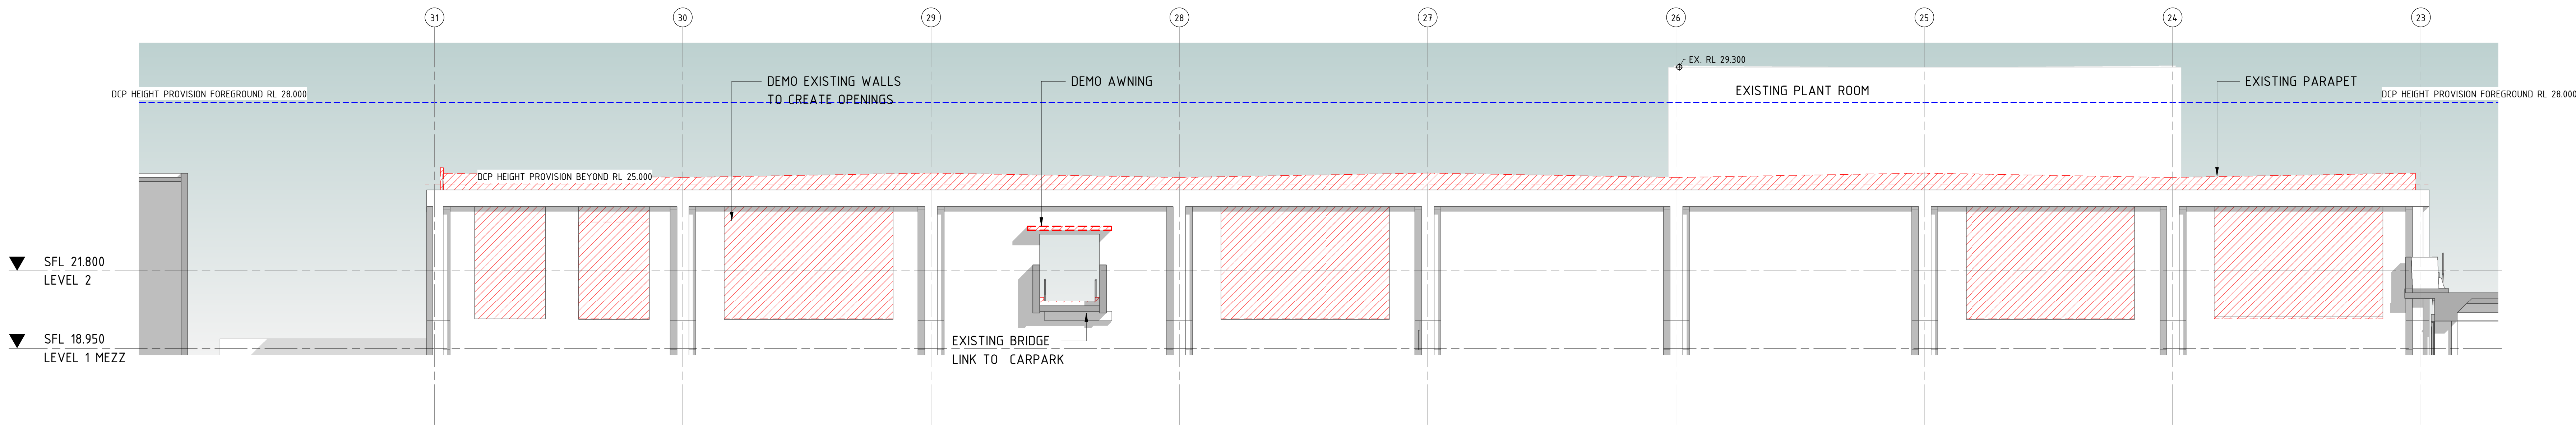 31
30
29
28
27
26
25
24
23
EX. RL 29.300
DEMO EXISTING WALLS
TO CREATE OPENINGS
DEMO AWNING
EXISTING PLANT ROOM
EXISTING PARAPET
DCP HEIGHT PROVISION FOREGROUND RL 28.000
DCP HEIGHT PROVISION FOREGROUND RL 28.000
DCP HEIGHT PROVISION BEYOND RL 25.000
SFL 21.800
LEVEL 2
SFL 18.950
LEVEL 1 MEZZ
EXISTING BRIDGE
LINK TO CARPARK